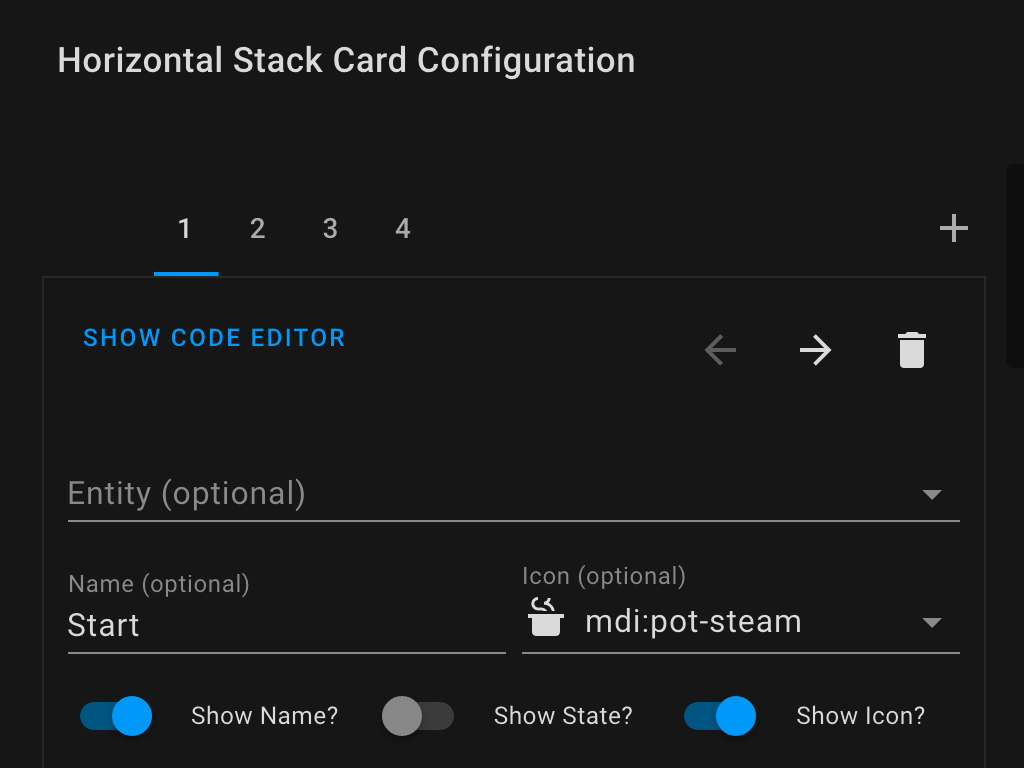 Horizontal Stack Card Configuration
1 2 3 4
SHOW CODE EDITOR
Entity (optional)
Name (optional) Icon (optional)
Start mdi:pot-steam
Show Name? Show State? Show Icon?